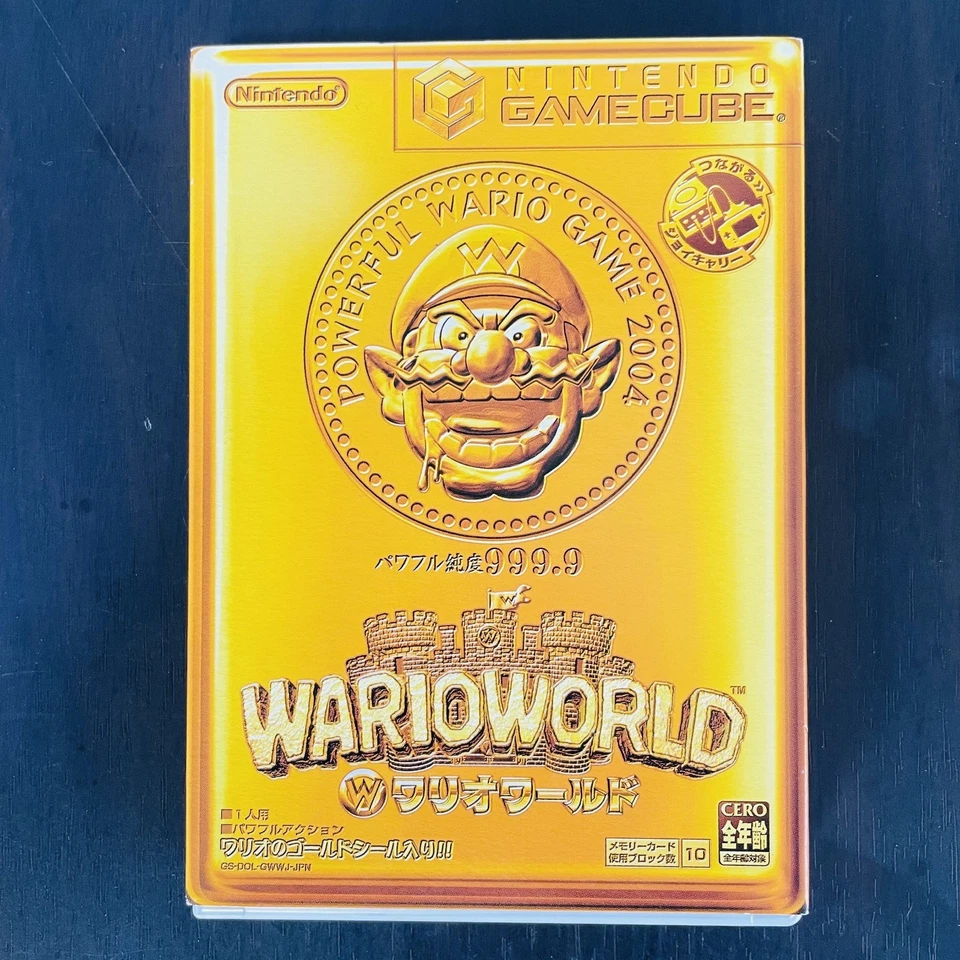 Nintendo®
NINTENDO
GAMECUBE®
つながる>>
ジョイキャリー
POWERFUL WARIO GAME 2004
W
パワフル純度999.9
W
W
WARIOWORLD™
W ワリオワールド
■1人用
■パワフルアクション
ワリオのゴールドシール入り!!
GS-DOL-GWWJ-JPN
メモリーカード
使用ブロック数 10
CERO
全年齢
全年齢対象